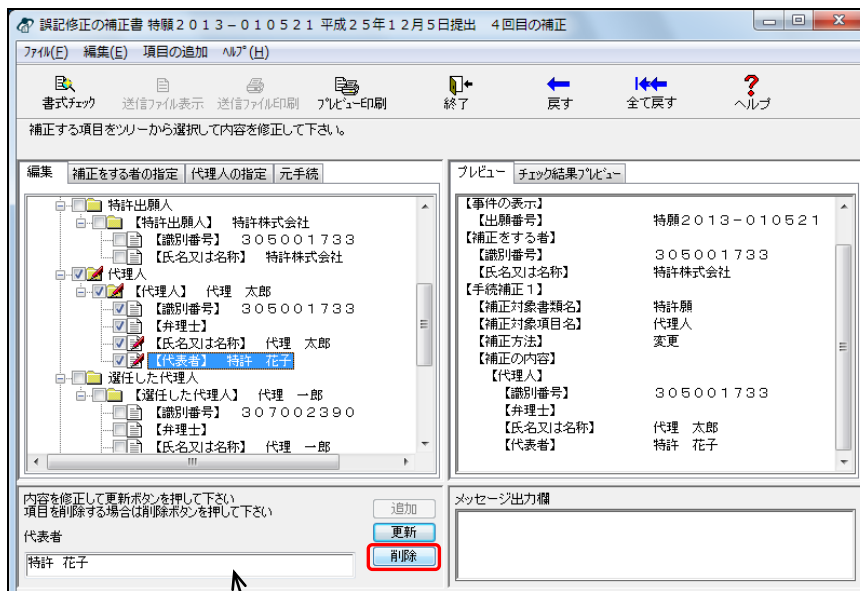 誤記修正の補正書 特願２０１３－０１０５２１ 平成２５年１２月５日提出　４回目の補正
ﾌｧｲﾙ(F)　編集(E)　項目の追加　ﾍﾙﾌﾟ(H)
書式ﾁｪｯｸ　送信ﾌｧｲﾙ表示　送信ﾌｧｲﾙ印刷　ﾌﾟﾚﾋﾞｭｰ印刷　終了　戻す　全て戻す　ヘルプ
補正する項目をツリーから選択して内容を修正して下さい。
編集　補正をする者の指定　代理人の指定　元手続
特許出願人
【特許出願人】　特許株式会社
【識別番号】　３０５００１７３３
【氏名又は名称】　特許株式会社
代理人
【代理人】　代理　太郎
【識別番号】　３０５００１７３３
【弁理士】
【氏名又は名称】　代理　太郎
【代表者】　特許　花子
選任した代理人
【選任した代理人】　代理　一郎
【識別番号】　３０７００２３９０
【弁理士】
【氏名又は名称】　代理　一郎
プレビュー　チェック結果ﾌﾟﾚﾋﾞｭｰ
【事件の表示】
【出願番号】　特願２０１３－０１０５２１
【補正をする者】
【識別番号】　３０５００１７３３
【氏名又は名称】　特許株式会社
【手続補正１】
【補正対象書類名】　特許願
【補正対象項目名】　代理人
【補正方法】　変更
【補正の内容】
【代理人】
【識別番号】　３０５００１７３３
【弁理士】
【氏名又は名称】　代理　太郎
【代表者】　特許　花子
内容を修正して更新ボタンを押して下さい
項目を削除する場合は削除ボタンを押して下さい
追加
更新
削除
代表者
特許　花子
メッセージ出力欄